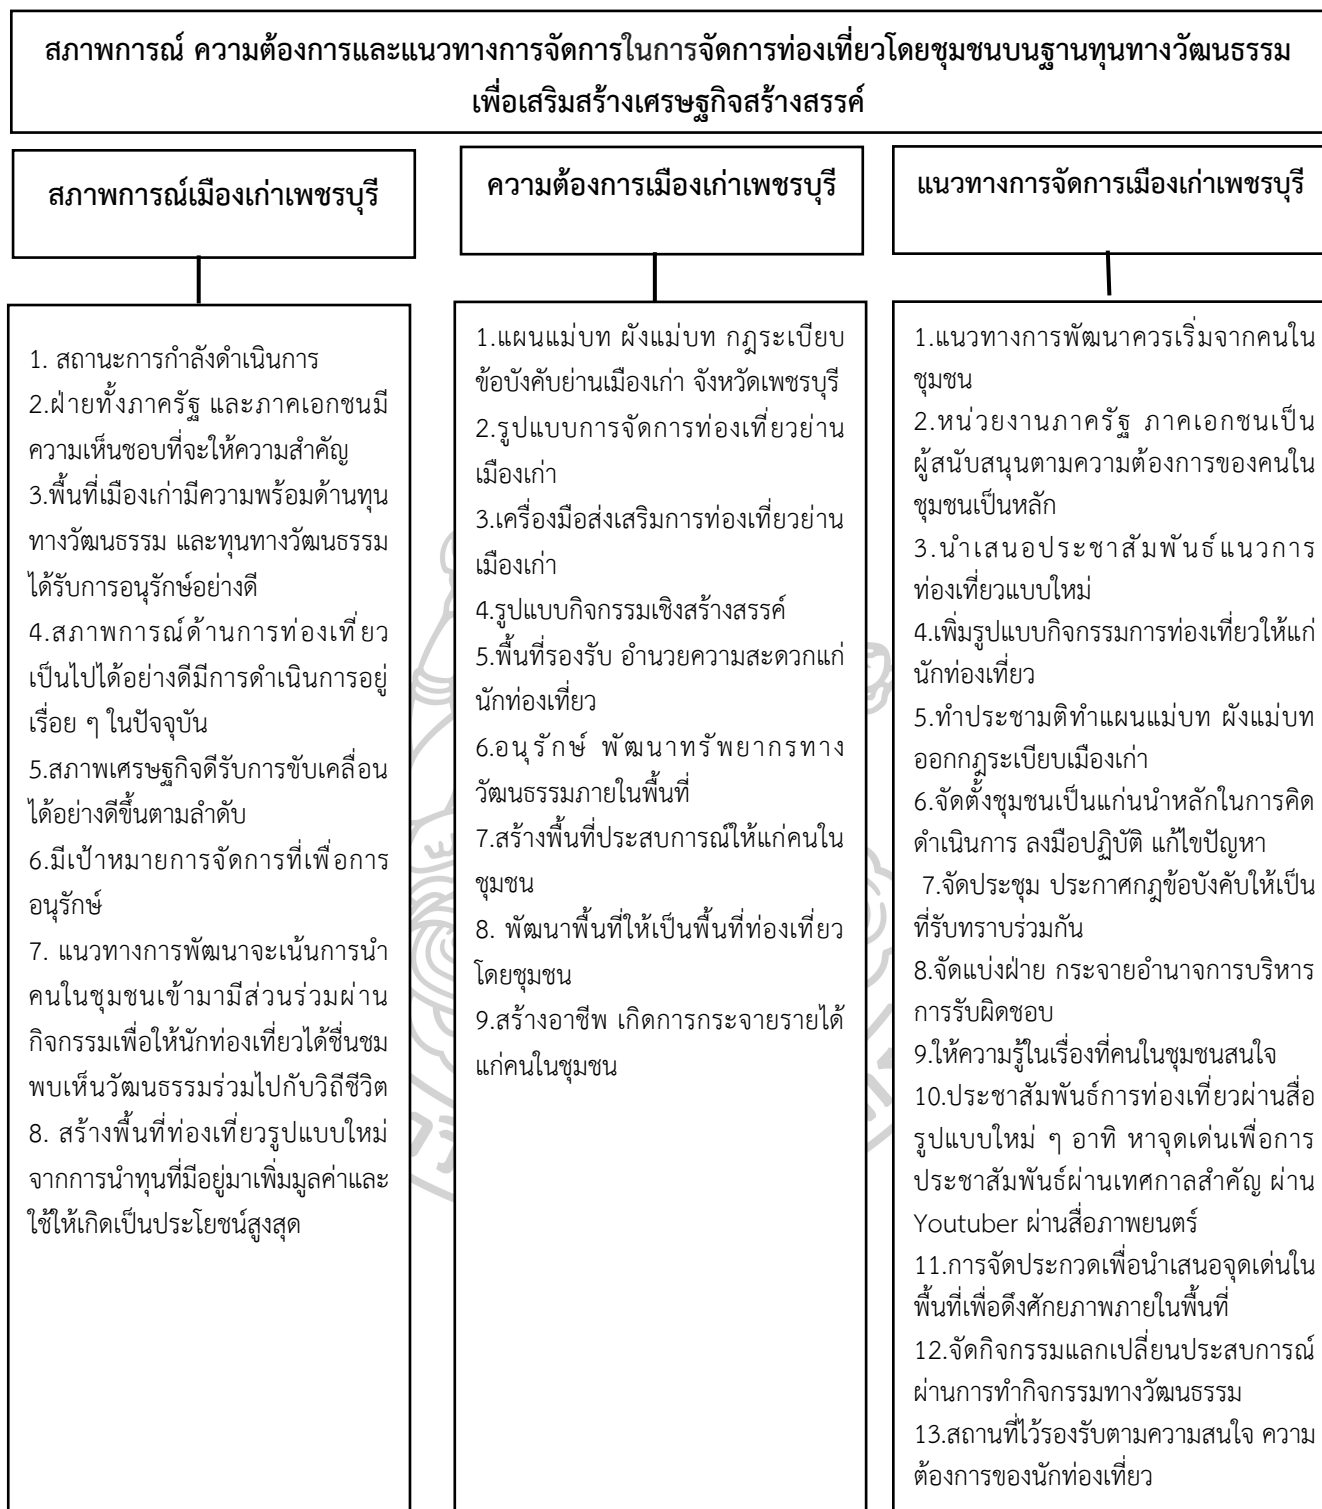 สภาพการณ์ ความต้องการและแนวทางการจัดการในการจัดการท่องเที่ยวโดยชุมชนบนฐานทุนทางวัฒนธรรม
เพื่อเสริมสร้างเศรษฐกิจสร้างสรรค์
สภาพการณ์เมืองเก่าเพชรบุรี
1. สถานะการกำลังดำเนินการ
2.ฝ่ายทั้งภาครัฐ และภาคเอกชนมี
ความเห็นชอบที่จะให้ความสำคัญ
3.พื้นที่เมืองเก่ามีความพร้อมด้านทุน
ทางวัฒนธรรม และทุนทางวัฒนธรรม
ได้รับการอนุรักษ์อย่างดี
4.สภาพการณ์ด้านการท่องเที่ยว
เป็นไปได้อย่างดีมีการดำเนินการอยู่
เรื่อย ๆ ในปัจจุบัน
5.สภาพเศรษฐกิจดีรับการขับเคลื่อน
ได้อย่างดีขึ้นตามลำดับ
6.มีเป้าหมายการจัดการที่เพื่อการ
อนุรักษ์
7. แนวทางการพัฒนาจะเน้นการนำ
คนในชุมชนเข้ามามีส่วนร่วมผ่าน
กิจกรรมเพื่อให้นักท่องเที่ยวได้ชื่นชม
พบเห็นวัฒนธรรมร่วมไปกับวิถีชีวิต
8. สร้างพื้นที่ท่องเที่ยวรูปแบบใหม่
จากการนำทุนที่มีอยู่มาเพิ่มมูลค่าและ
ใช้ให้เกิดเป็นประโยชน์สูงสุด
ความต้องการเมืองเก่าเพชรบุรี
1.แผนแม่บท ผังแม่บท กฎระเบียบ
ข้อบังคับย่านเมืองเก่า จังหวัดเพชรบุรี
2.รูปแบบการจัดการท่องเที่ยวย่าน
เมืองเก่า
3.เครื่องมือส่งเสริมการท่องเที่ยวย่าน
เมืองเก่า
4.รูปแบบกิจกรรมเชิงสร้างสรรค์
5.พื้นที่รองรับ อำนวยความสะดวกแก่
นักท่องเที่ยว
6.อนุรักษ์ พัฒนาทรัพยากรทาง
วัฒนธรรมภายในพื้นที่
7.สร้างพื้นที่ประสบการณ์ให้แก่คนใน
ชุมชน
8. พัฒนาพื้นที่ให้เป็นพื้นที่ท่องเที่ยว
โดยชุมชน
9.สร้างอาชีพ เกิดการกระจายรายได้
แก่คนในชุมชน
แนวทางการจัดการเมืองเก่าเพชรบุรี
1.แนวทางการพัฒนาควรเริ่มจากคนใน
ชุมชน
2.หน่วยงานภาครัฐ ภาคเอกชนเป็น
ผู้สนับสนุนตามความต้องการของคนใน
ชุมชนเป็นหลัก
3.นำเสนอประชาสัมพันธ์แนวการ
ท่องเที่ยวแบบใหม่
4.เพิ่มรูปแบบกิจกรรมการท่องเที่ยวให้แก่
นักท่องเที่ยว
5.ทำประชามติทำแผนแม่บท ผังแม่บท
ออกกฎระเบียบเมืองเก่า
6.จัดตั้งชุมชนเป็นแก่นนำหลักในการคิด
ดำเนินการ ลงมือปฏิบัติ แก้ไขปัญหา
7.จัดประชุม ประกาศกฎข้อบังคับให้เป็น
ที่รับทราบร่วมกัน
8.จัดแบ่งฝ่าย กระจายอำนาจการบริหาร
การรับผิดชอบ
9.ให้ความรู้ในเรื่องที่คนในชุมชนสนใจ
10.ประชาสัมพันธ์การท่องเที่ยวผ่านสื่อ
รูปแบบใหม่ ๆ อาทิ หาจุดเด่นเพื่อการ
ประชาสัมพันธ์ผ่านเทศกาลสำคัญ ผ่าน
Youtuber ผ่านสื่อภาพยนตร์
11.การจัดประกวดเพื่อนำเสนอจุดเด่นใน
พื้นที่เพื่อดึงศักยภาพภายในพื้นที่
12.จัดกิจกรรมแลกเปลี่ยนประสบการณ์
ผ่านการทำกิจกรรมทางวัฒนธรรม
13.สถานที่ไว้รองรับตามความสนใจ ความ
ต้องการของนักท่องเที่ยว